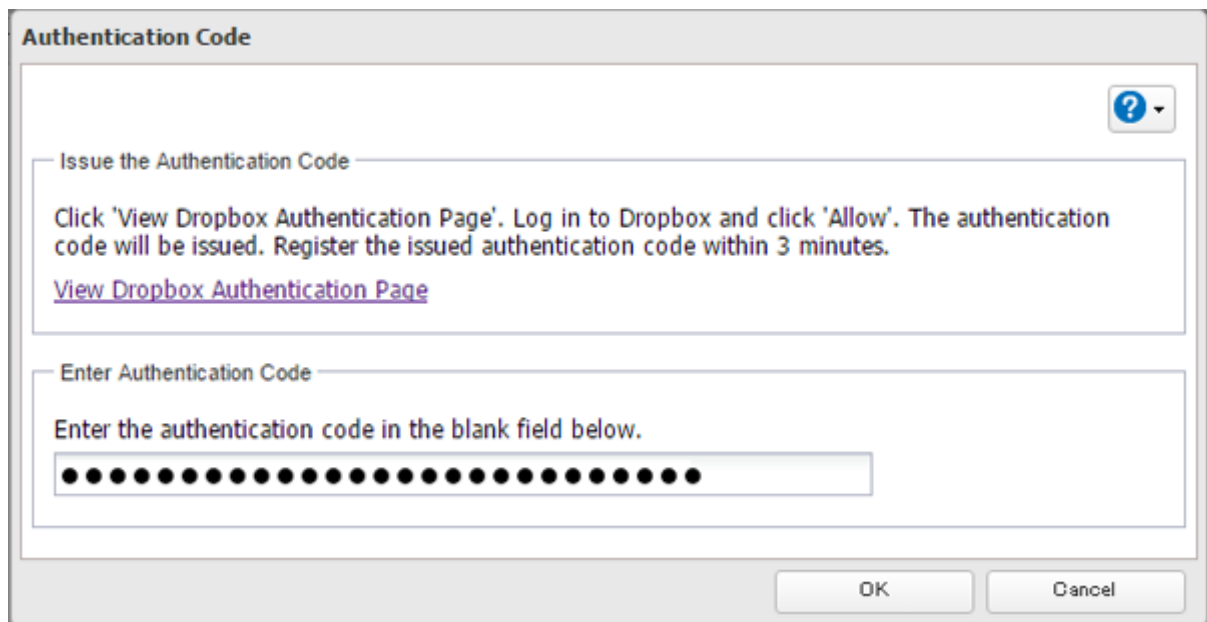 Authentication Code
Issue the Authentication Code
Click 'View Dropbox Authentication Page'. Log in to Dropbox and click 'Allow'. The authentication
code will be issued. Register the issued authentication code within 3 minutes.
View Dropbox Authentication Page
Enter Authentication Code
Enter the authentication code in the blank field below.
●●●●●●●●●●●●●●●●●●●●●●●●●●●
OK
Cancel